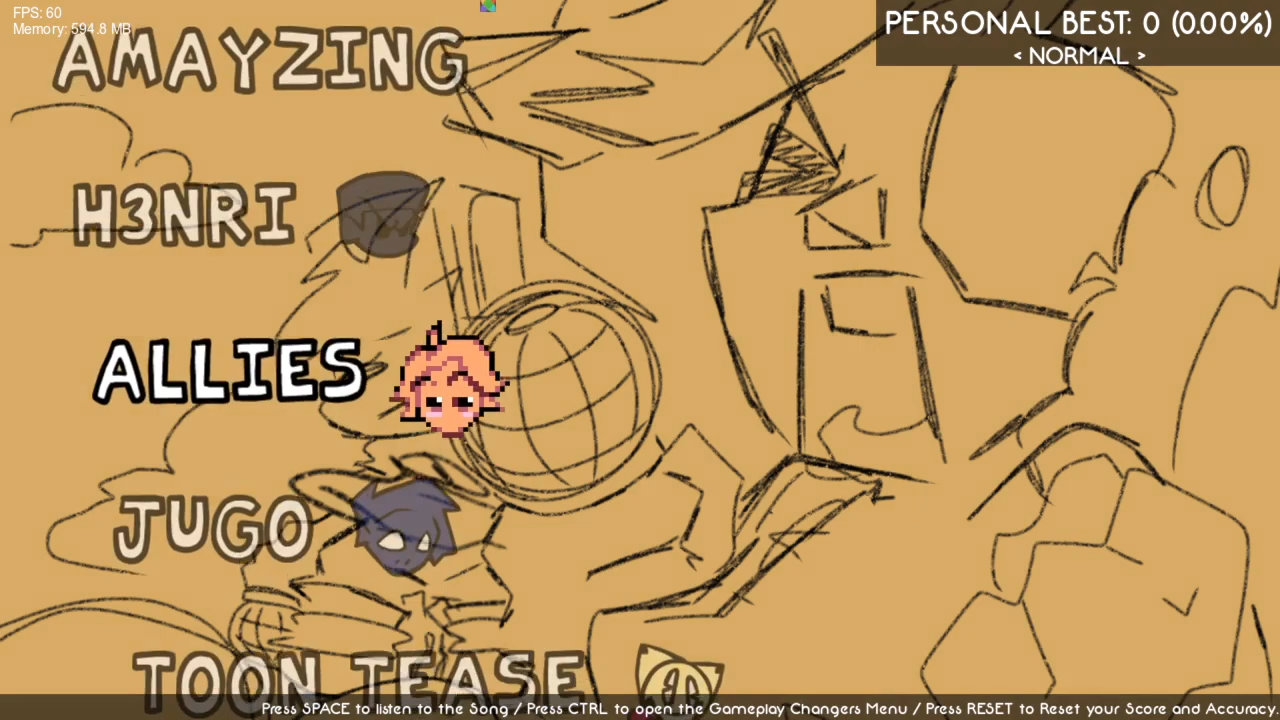 FPS: 60
Memory: 594.8 MB
PERSONAL BEST: 0 (0.00%)
< NORMAL >
AMAYZING
H3NRI
ALLIES
JUGO
TOON TEASE
Press SPACE to listen to the Song / Press CTRL to open the Gameplay Changers Menu / Press RESET to Reset your Score and Accuracy.